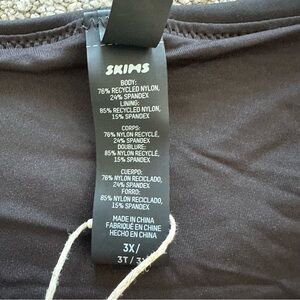 SKIMS
BODY:
76% RECYCLED NYLON,
24% SPANDEX
LINING:
85% RECYCLED NYLON,
15% SPANDEX
CORPS:
76% NYLON RECYCLÉ,
24% SPANDEX
DOUBLURE:
85% NYLON RECYCLÉ,
15% SPANDEX
CUERPO:
76% NYLON RECICLADO,
24% SPANDEX
FORRO:
85% NYLON RECICLADO,
15% SPANDEX
MADE IN CHINA
FABRIQUÉ EN CHINE
HECHO EN CHINA
3X/
3T / 3X